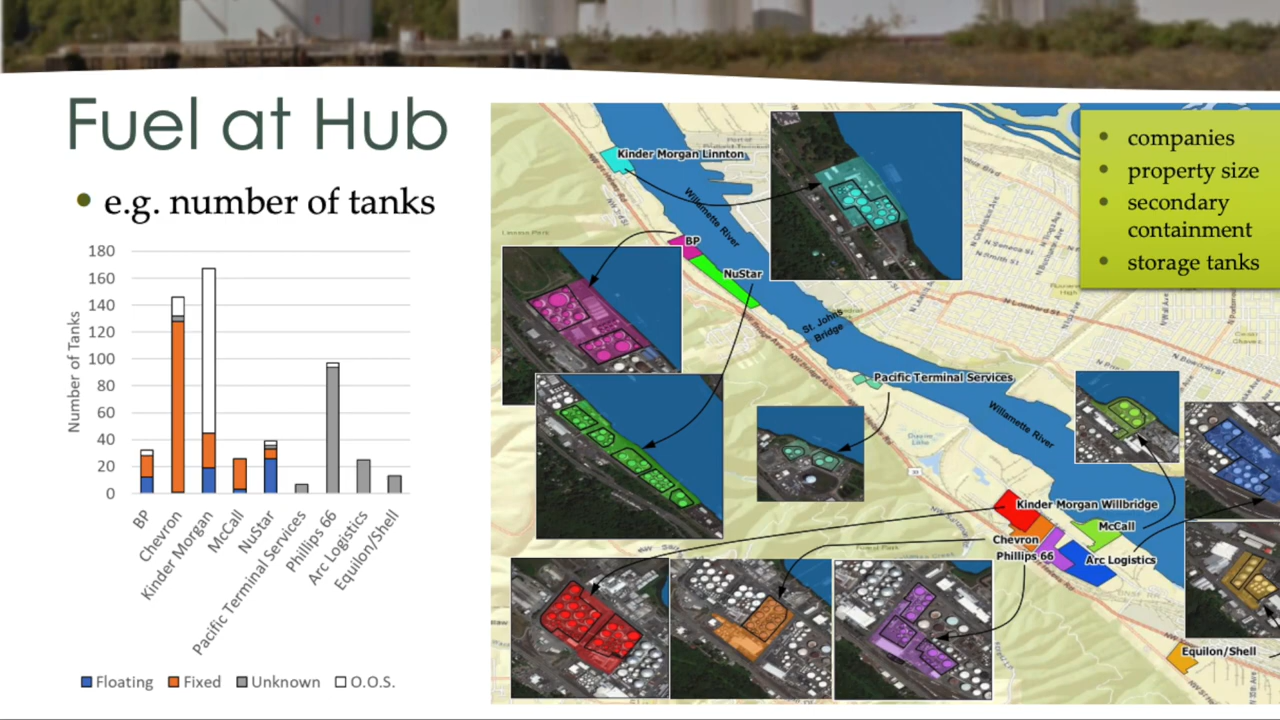 Fuel at Hub
• e.g. number of tanks
180
160
140
120
100
80
60
40
20
0
Number of Tanks
BP
Chevron
Kinder Morgan
McCall
NuStar
Pacific Terminal Services
Phillips 66
Arc Logistics
Equilon/Shell
Floating
Fixed
Unknown
O.O.S.
Kinder Morgan Linnton
Willamette River
BP
NuStar
St. Johns
Bridge
Pacific Terminal Services
Willamette River
Kinder Morgan Willbridge
McCall
Chevron
Phillips 66
Arc Logistics
Equilon/Shell
N Lombard St
30
• companies
• property size
• secondary
containment
• storage tanks